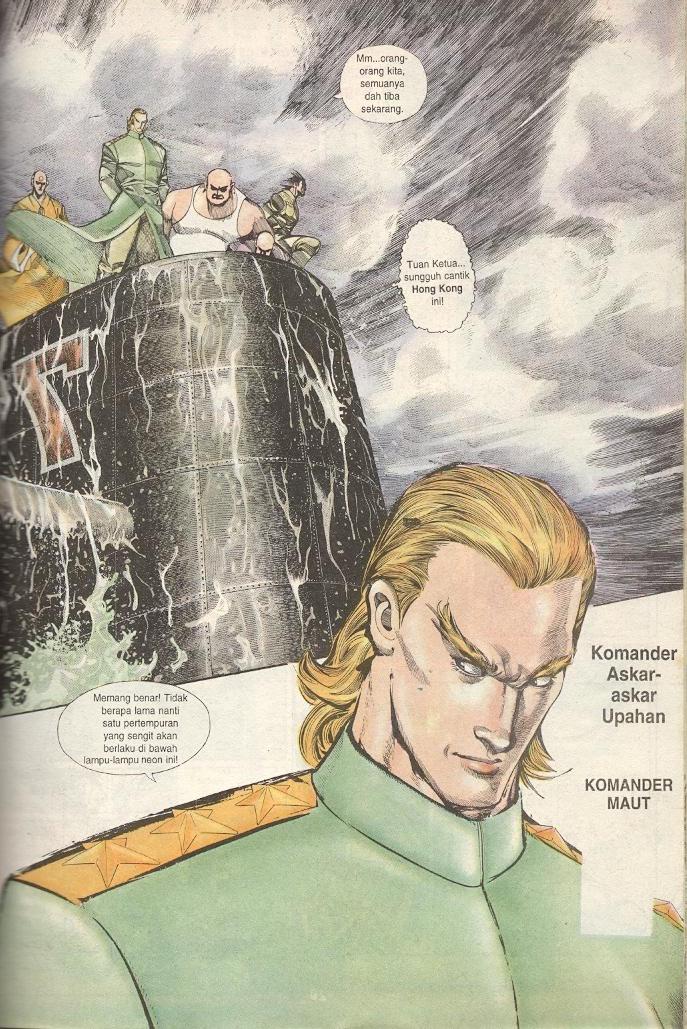 Mm...orang-
orang kita,
semuanya
dah tiba
sekarang.
Tuan Ketua...
sungguh cantik
Hong Kong
ini!
Komander
Askar-
askar
Upahan
KOMANDER
MAUT
Memang benar! Tidak
berapa lama nanti
satu pertempuran
yang sengit akan
berlaku di bawah
lampu-lampu neon ini!